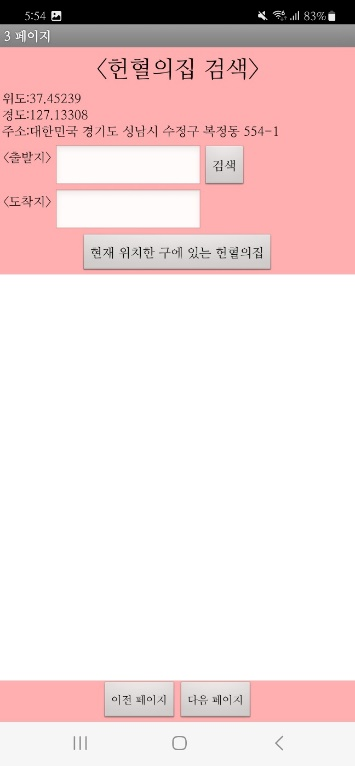 5:54 83%
3 페이지
<헌혈의집 검색>
위도:37.45239
경도:127.13308
주소:대한민국 경기도 성남시 수정구 복정동 554-1
<출발지> 검색
<도착지>
현재 위치한 구에 있는 헌혈의집
이전 페이지 다음 페이지